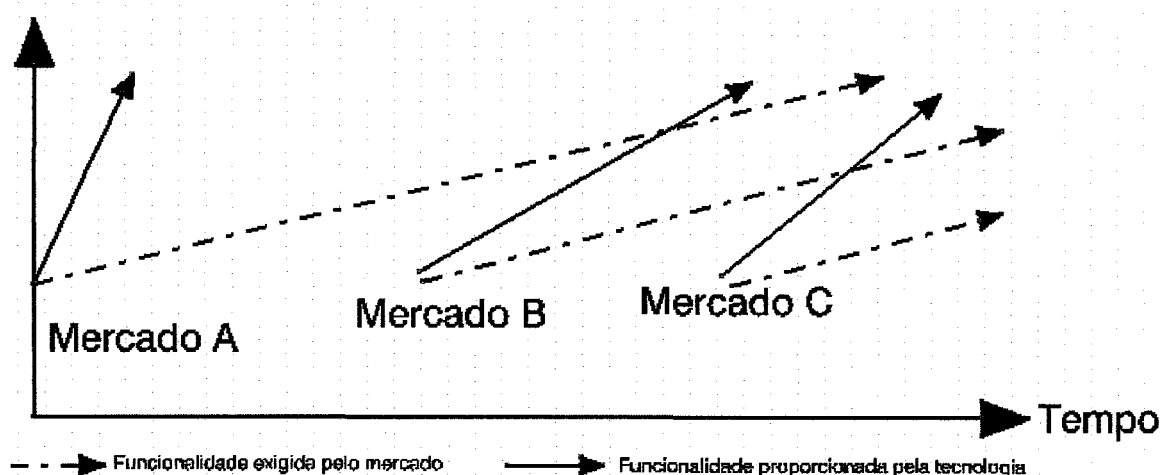 Mercado A
Mercado B
Mercado C
Tempo
Funcionalidade exigida pelo mercado
Funcionalidade proporcionada pela tecnologia